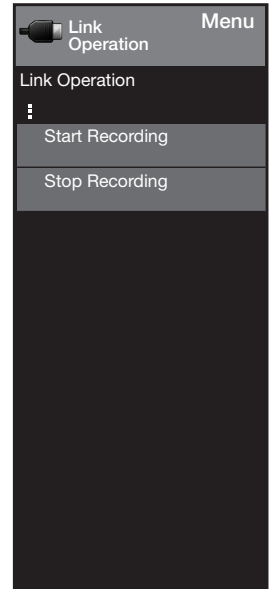 Link
Operation
Menu
Link Operation
Start Recording
Stop Recording